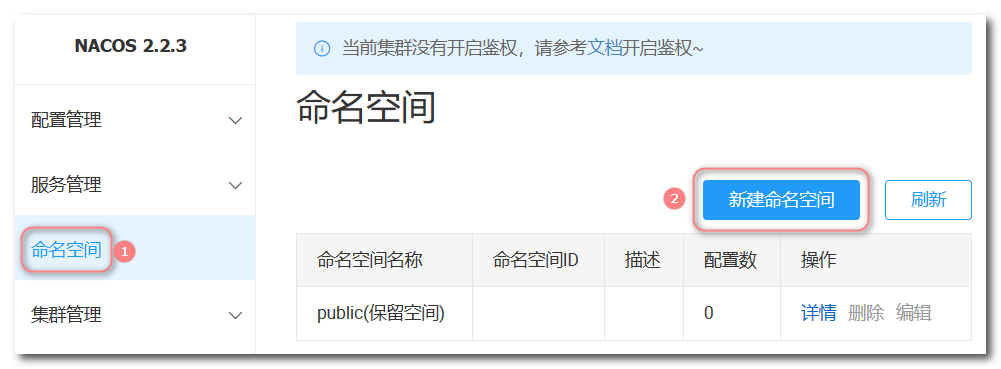 NACOS 2.2.3
当前集群没有开启鉴权，请参考文档开启鉴权~
配置管理
服务管理
命名空间 1
集群管理
命名空间
2 新建命名空间 刷新
命名空间名称 命名空间ID 描述 配置数 操作
public(保留空间) 0 详情 删除 编辑